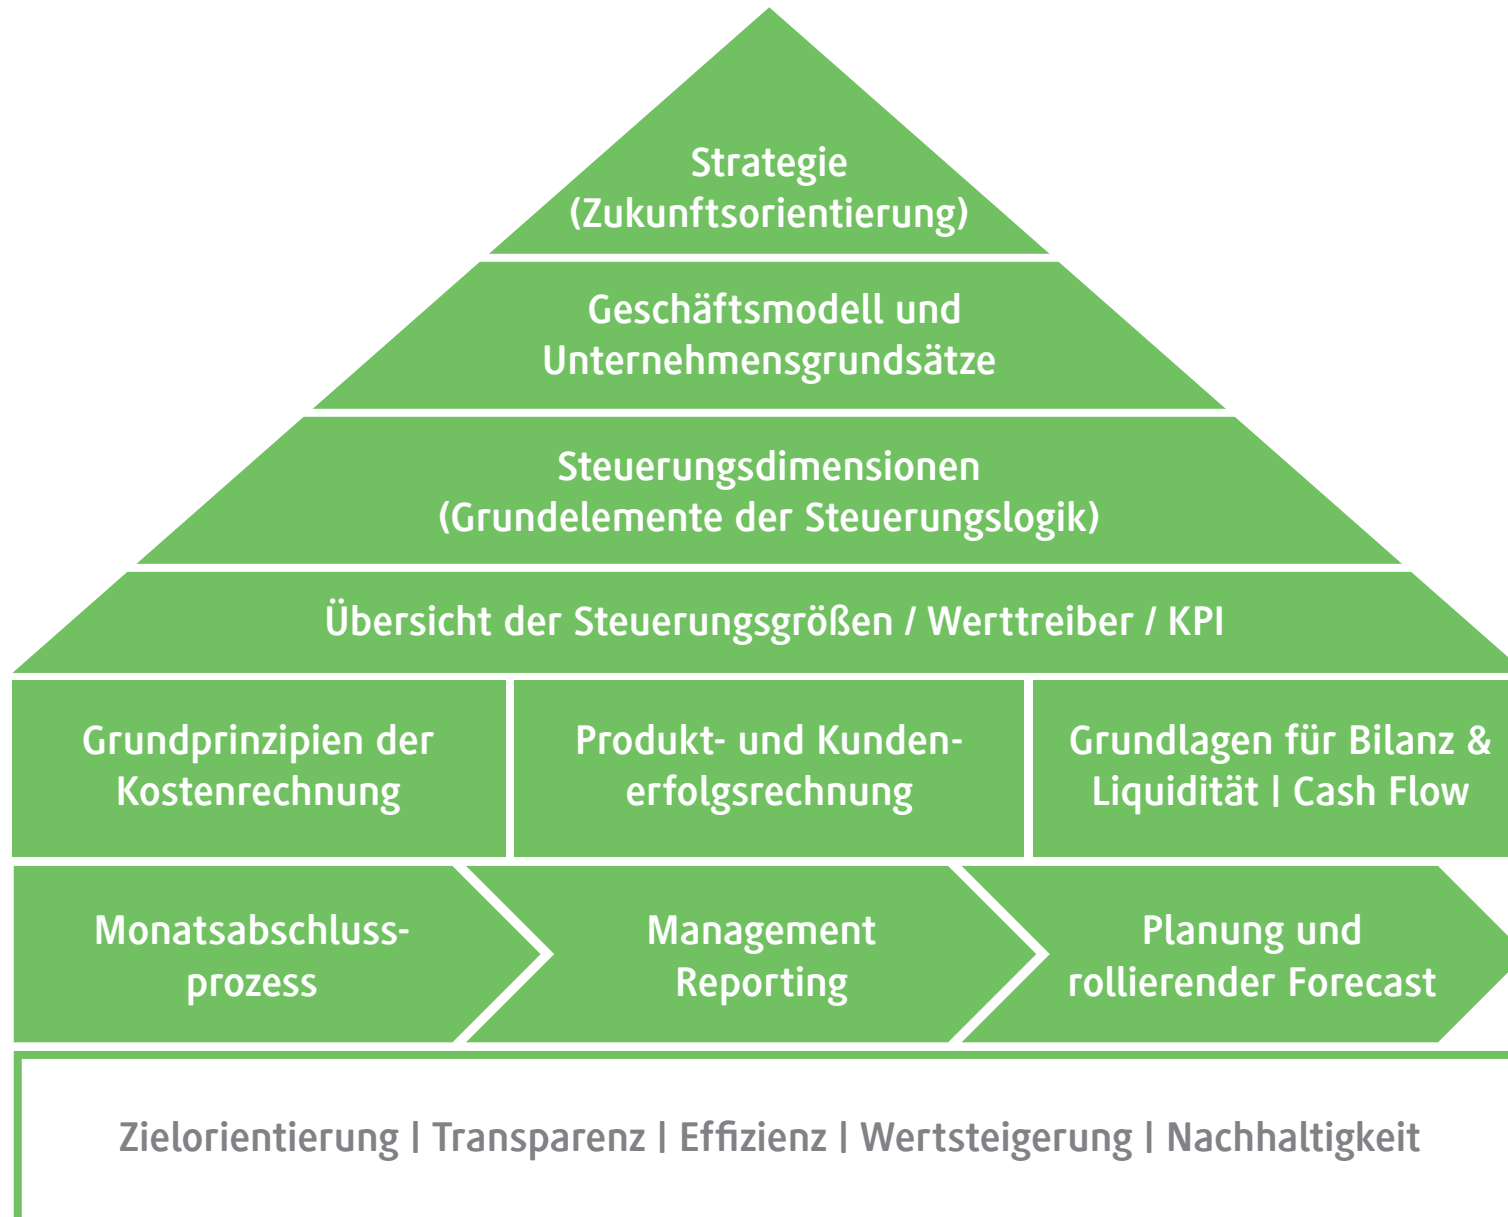 Strategie
(Zukunftsorientierung)
Geschäftsmodell und
Unternehmensgrundsätze
Steuerungsdimensionen
(Grundelemente der Steuerungslogik)
Übersicht der Steuerungsgrößen / Werttreiber / KPI
Grundprinzipien der
Kostenrechnung
Produkt- und Kunden-
erfolgsrechnung
Grundlagen für Bilanz &
Liquidität | Cash Flow
Monatsabschluss-
prozess
Management
Reporting
Planung und
rollierender Forecast
Zielorientierung | Transparenz | Effizienz | Wertsteigerung | Nachhaltigkeit